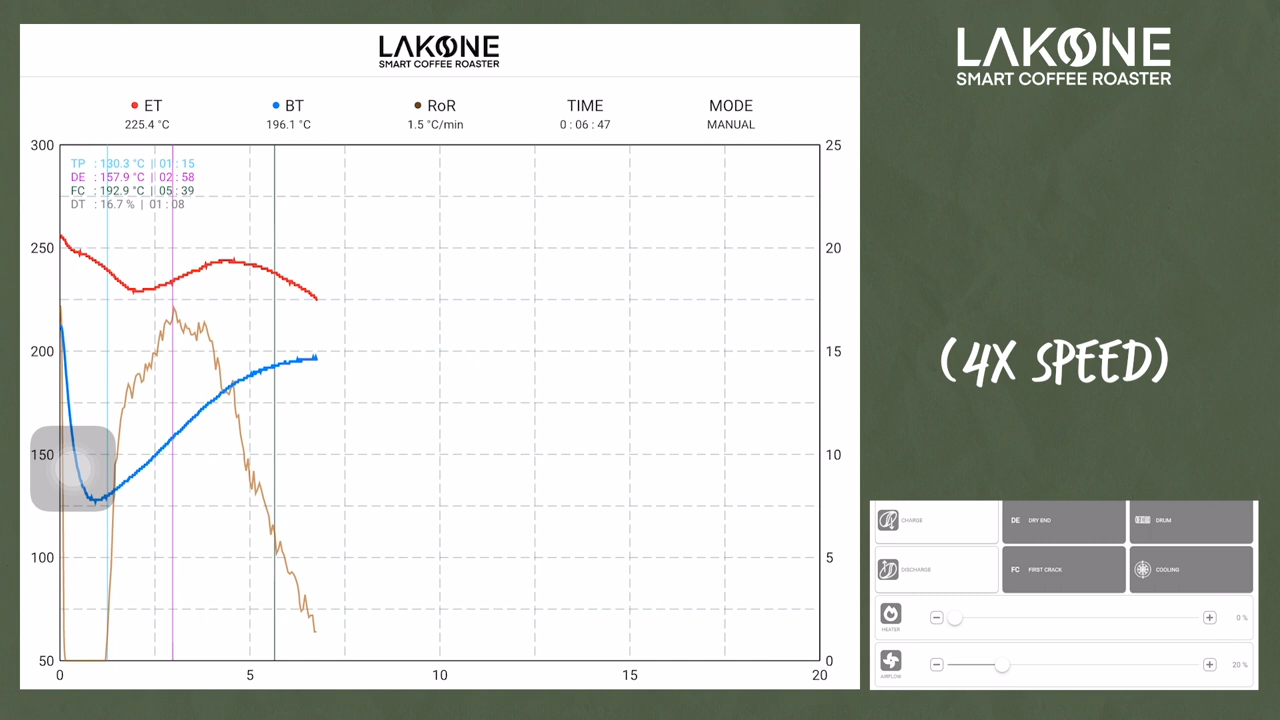 LAKONE
SMART COFFEE ROASTER
ET BT RoR TIME MODE
225.4 °C 196.1 °C 1.5 °C/min 0 : 06 : 47 MANUAL
300 25
TP : 130.3 °C || 01 : 15
DE : 157.9 °C || 02 : 58
FC : 192.9 °C || 05 : 39
DT : 16.7 % | 01 : 08
250 20
200 15
150 10
100 5
50 0
0 5 10 15 20
LAKONE
SMART COFFEE ROASTER
(4X SPEED)
CHARGE DE DRY END DRUM
DISCHARGE FC FIRST CRACK COOLING
HEATER 0 %
AIRFLOW 20 %